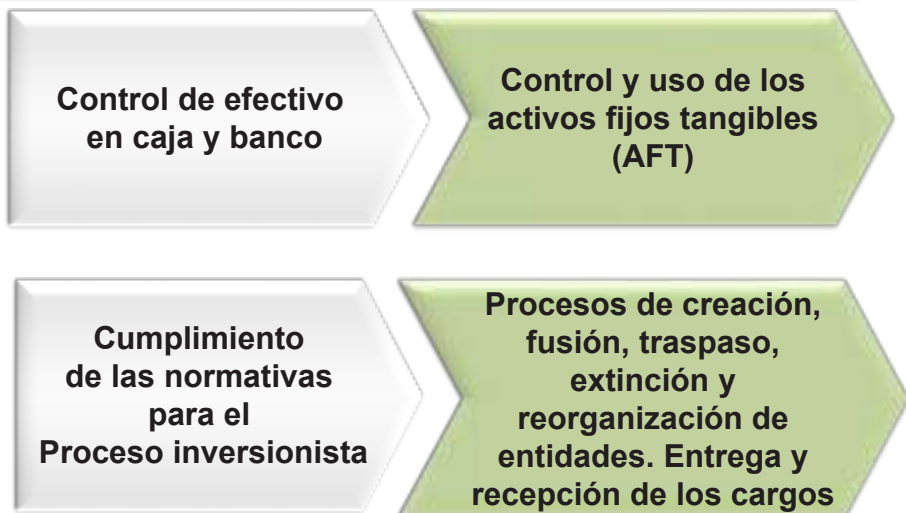 Control de efectivo
en caja y banco
Control y uso de los
activos fijos tangibles
(AFT)
Cumplimiento
de las normativas
para el
Proceso inversionista
Procesos de creación,
fusión, traspaso,
extinción y
reorganización de
entidades. Entrega y
recepción de los cargos